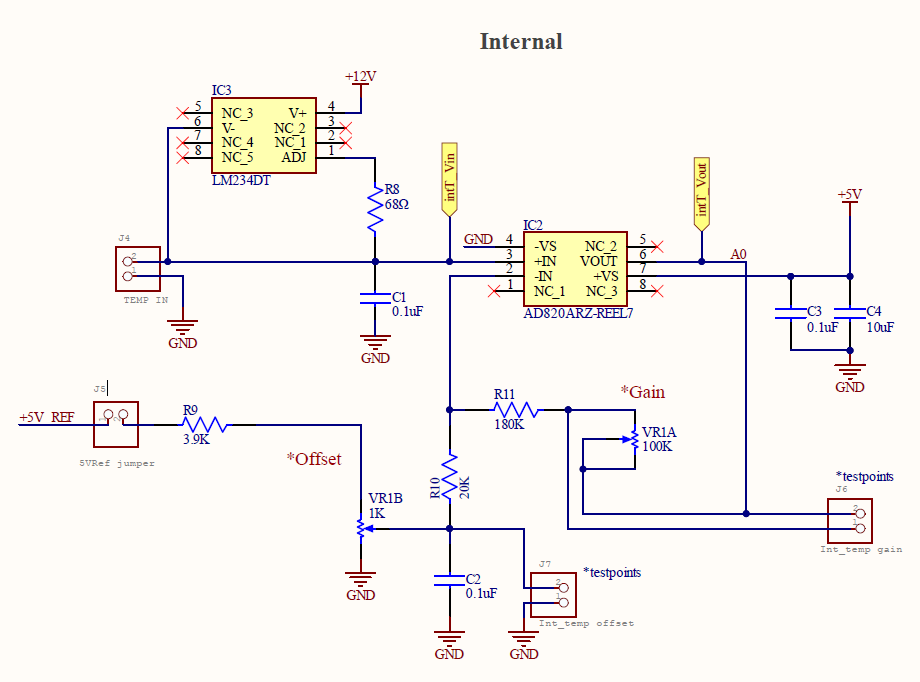 Internal
+12V
IC3
5 NC_3 V+ 4
6 V- NC_2 3
7 NC_4 NC_1 2
8 NC_5 ADJ 1
LM234DT
R8
68Ω
intT_Vin
intT_Vout
+5V
IC2
GND 4 -VS NC_2 5
3 +IN VOUT 6 A0
2 -IN +VS 7
1 NC_1 NC_3 8
AD820ARZ-REEL7
J4
2
1
TEMP IN
GND
C1
0.1uF
GND
C3
0.1uF
C4
10uF
GND
J5
+5V_REF
1 2
5VRef jumper
R9
3.9K
*Offset
R11
180K
*Gain
VR1A
100K
R10
20K
VR1B
1K
GND
*testpoints
J6
2
1
Int_temp gain
C2
0.1uF
GND
J7
*testpoints
2
1
Int_temp offset
GND